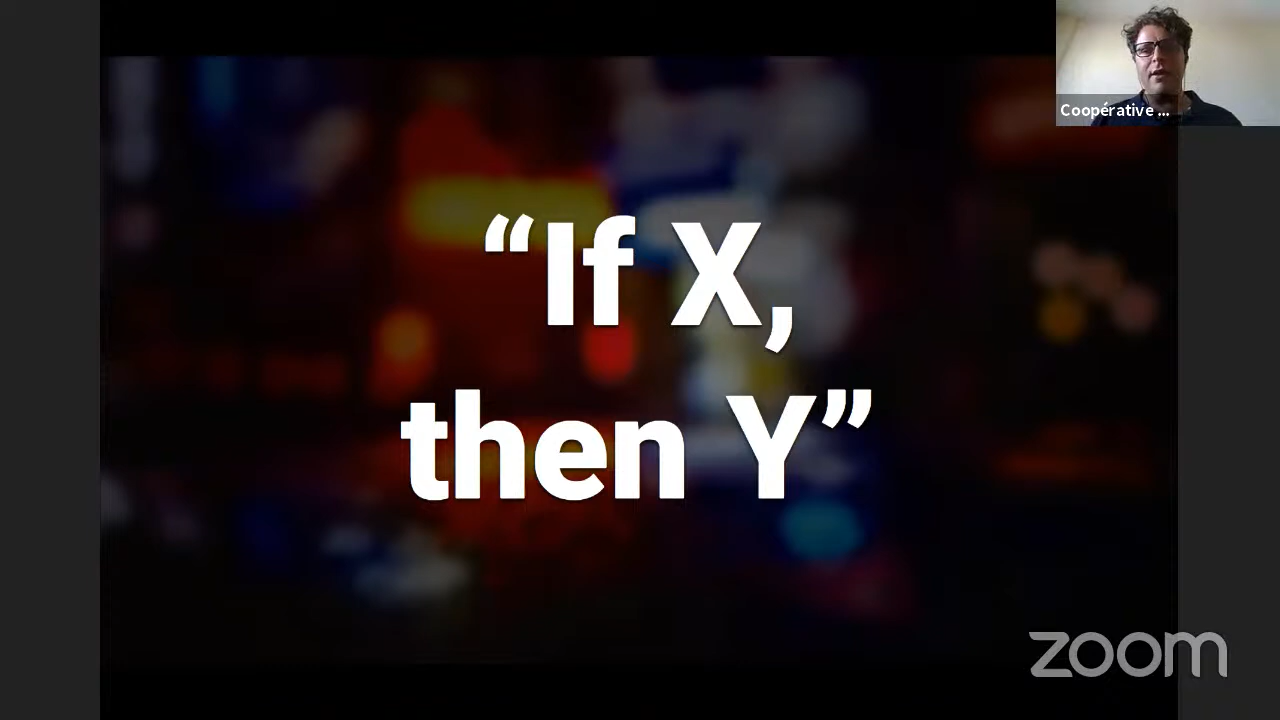 Coopérative ...
“If X,
then Y”
zoom